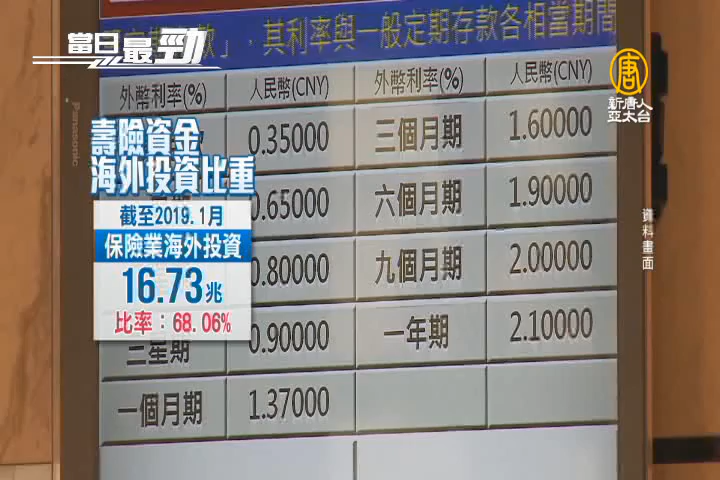 當日最勁
款」，其利率與一般定期存款各相當期間
唐
新唐人
亞太台
Panasonic
外幣利率(%) 人民幣(CNY) 外幣利率(%) 人民幣(CNY)
0.35000 三個月期 1.60000
0.65000 六個月期 1.90000
0.80000 九個月期 2.00000
三星期 0.90000 一年期 2.10000
一個月期 1.37000
壽險資金
海外投資比重
截至2019.1月
保險業海外投資
16.73兆
比率：68.06%
資料畫面